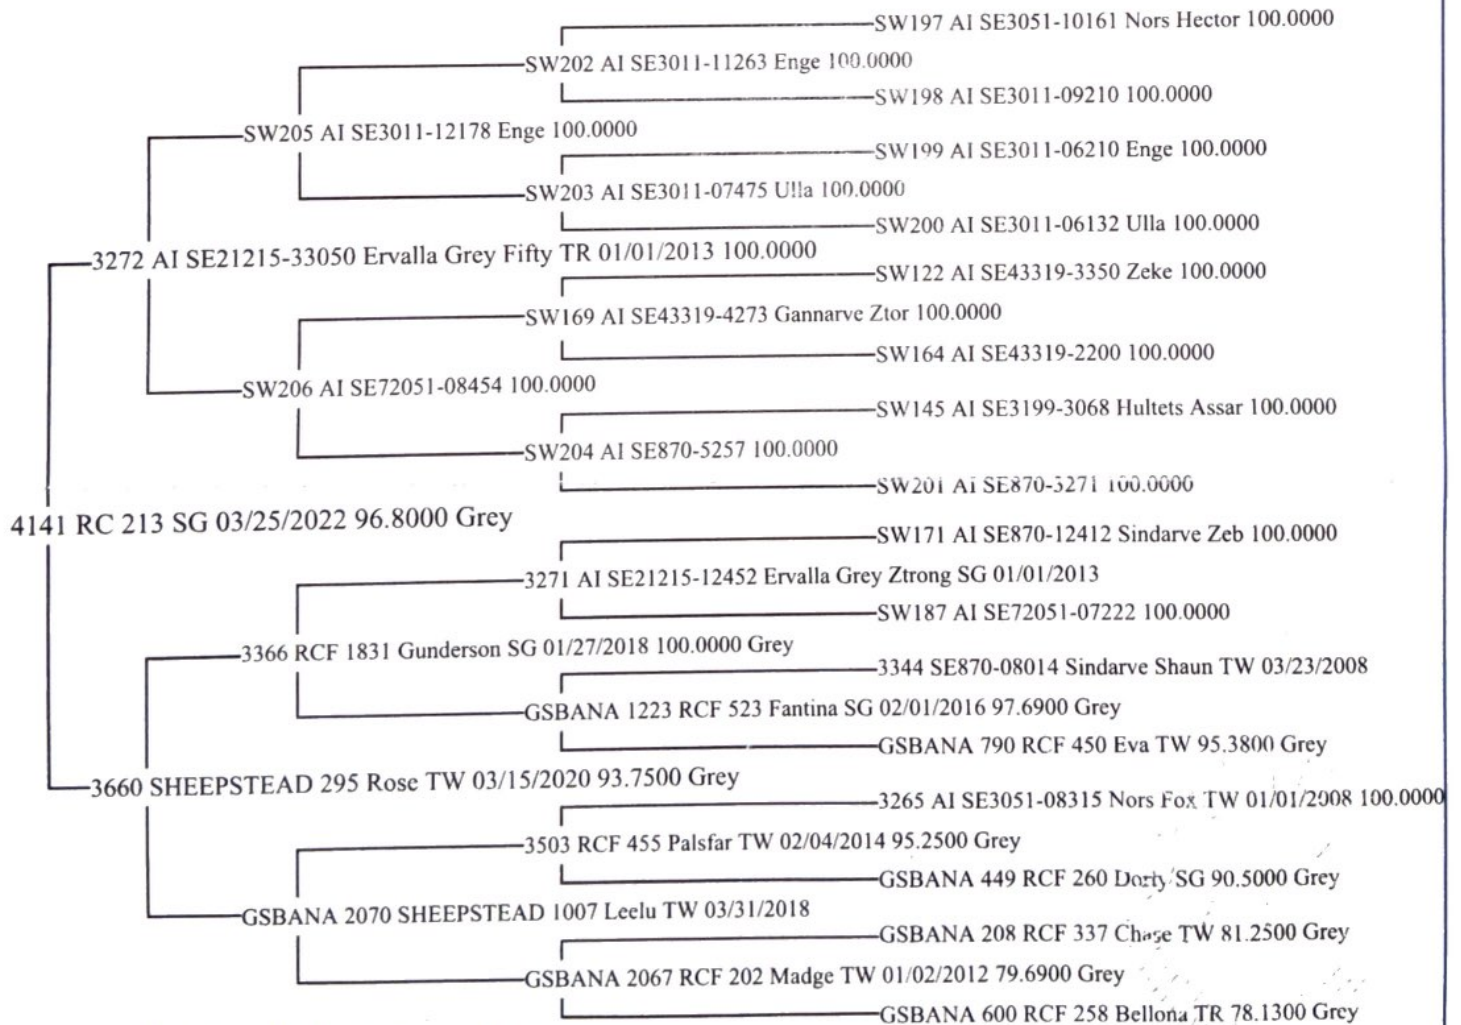 SW197 AI SE3051-10161 Nors Hector 100.0000
SW202 AI SE3011-11263 Enge 100.0000
SW198 AI SE3011-09210 100.0000
SW205 AI SE3011-12178 Enge 100.0000
SW199 AI SE3011-06210 Enge 100.0000
SW203 AI SE3011-07475 Ulla 100.0000
SW200 AI SE3011-06132 Ulla 100.0000
3272 AI SE21215-33050 Ervalla Grey Fifty TR 01/01/2013 100.0000
SW122 AI SE43319-3350 Zeke 100.0000
SW169 AI SE43319-4273 Gannarve Ztor 100.0000
SW164 AI SE43319-2200 100.0000
SW206 AI SE72051-08454 100.0000
SW145 AI SE3199-3068 Hultets Assar 100.0000
SW204 AI SE870-5257 100.0000
SW201 AI SE870-3271 100.0000
4141 RC 213 SG 03/25/2022 96.8000 Grey
SW171 AI SE870-12412 Sindarve Zeb 100.0000
3271 AI SE21215-12452 Ervalla Grey Ztrong SG 01/01/2013
SW187 AI SE72051-07222 100.0000
3366 RCF 1831 Gunderson SG 01/27/2018 100.0000 Grey
3344 SE870-08014 Sindarve Shaun TW 03/23/2008
GSBANA 1223 RCF 523 Fantina SG 02/01/2016 97.6900 Grey
GSBANA 790 RCF 450 Eva TW 95.3800 Grey
3660 SHEEPSTEAD 295 Rose TW 03/15/2020 93.7500 Grey
3265 AI SE3051-08315 Nors Fox TW 01/01/2008 100.0000
3503 RCF 455 Palsfar TW 02/04/2014 95.2500 Grey
GSBANA 449 RCF 260 Dorty SG 90.5000 Grey
GSBANA 2070 SHEEPSTEAD 1007 Leelu TW 03/31/2018
GSBANA 208 RCF 337 Chase TW 81.2500 Grey
GSBANA 2067 RCF 202 Madge TW 01/02/2012 79.6900 Grey
GSBANA 600 RCF 258 Bellona TR 78.1300 Grey